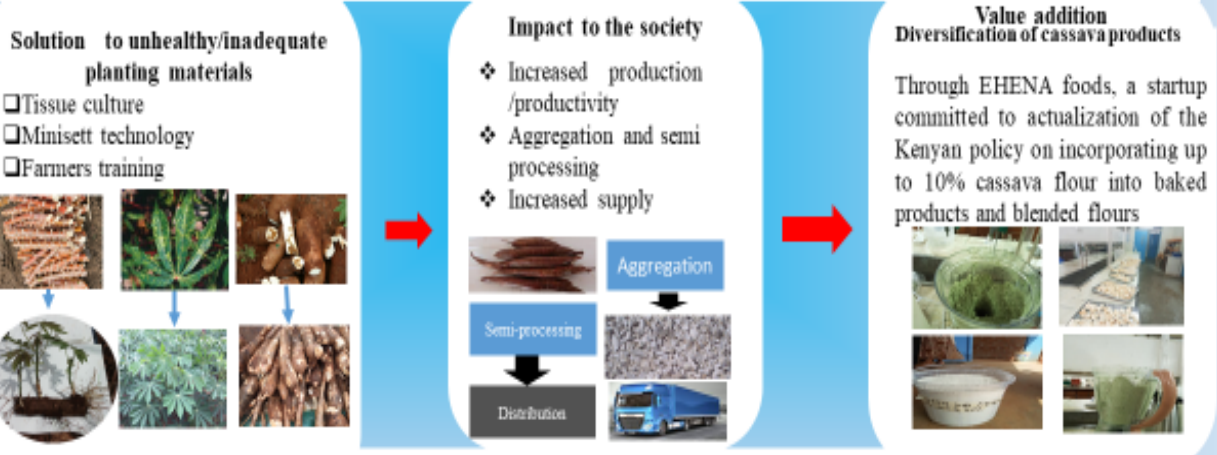 Solution to unhealthy/inadequate
planting materials
❑Tissue culture
❑Minisett technology
❑Farmers training
Impact to the society
❖ Increased production
/productivity
❖ Aggregation and semi
processing
❖ Increased supply
Aggregation
Semi-processing
Distribution
Value addition
Diversification of cassava products
Through EHENA foods, a startup
committed to actualization of the
Kenyan policy on incorporating up
to 10% cassava flour into baked
products and blended flours